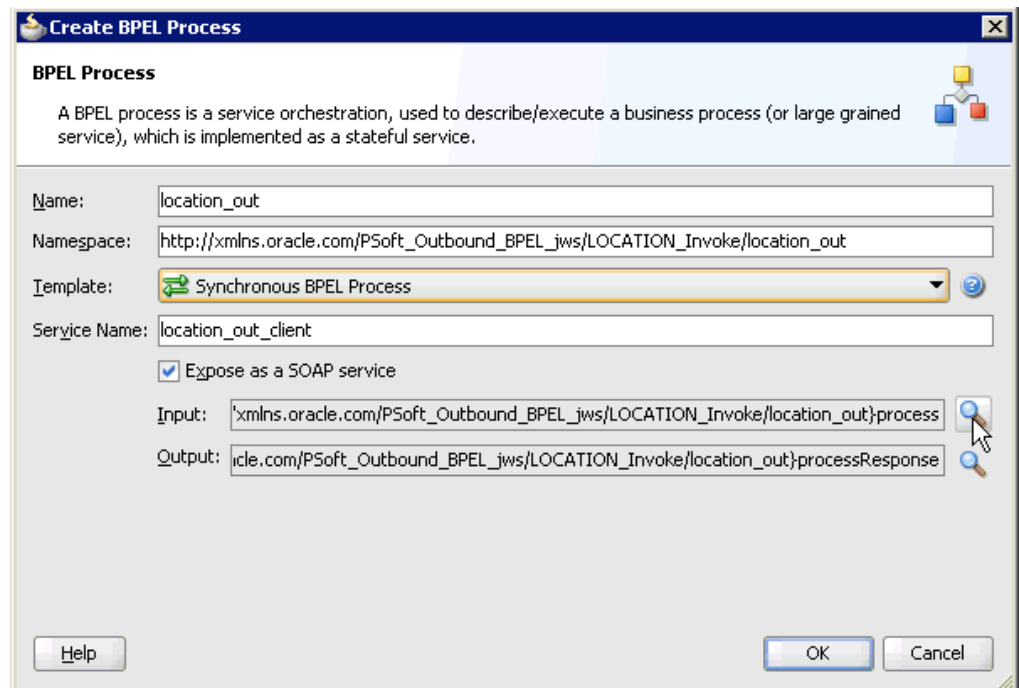 Create BPEL Process
BPEL Process
A BPEL process is a service orchestration, used to describe/execute a business process (or large grained
service), which is implemented as a stateful service.
Name: location_out
Namespace: http://xmlns.oracle.com/PSoft_Outbound_BPEL_jws/LOCATION_Invoke/location_out
Template: Synchronous BPEL Process
Service Name: location_out_client
Expose as a SOAP service
Input: 'xmlns.oracle.com/PSoft_Outbound_BPEL_jws/LOCATION_Invoke/location_out}process
Output: icle.com/PSoft_Outbound_BPEL_jws/LOCATION_Invoke/location_out}processResponse
Help OK Cancel